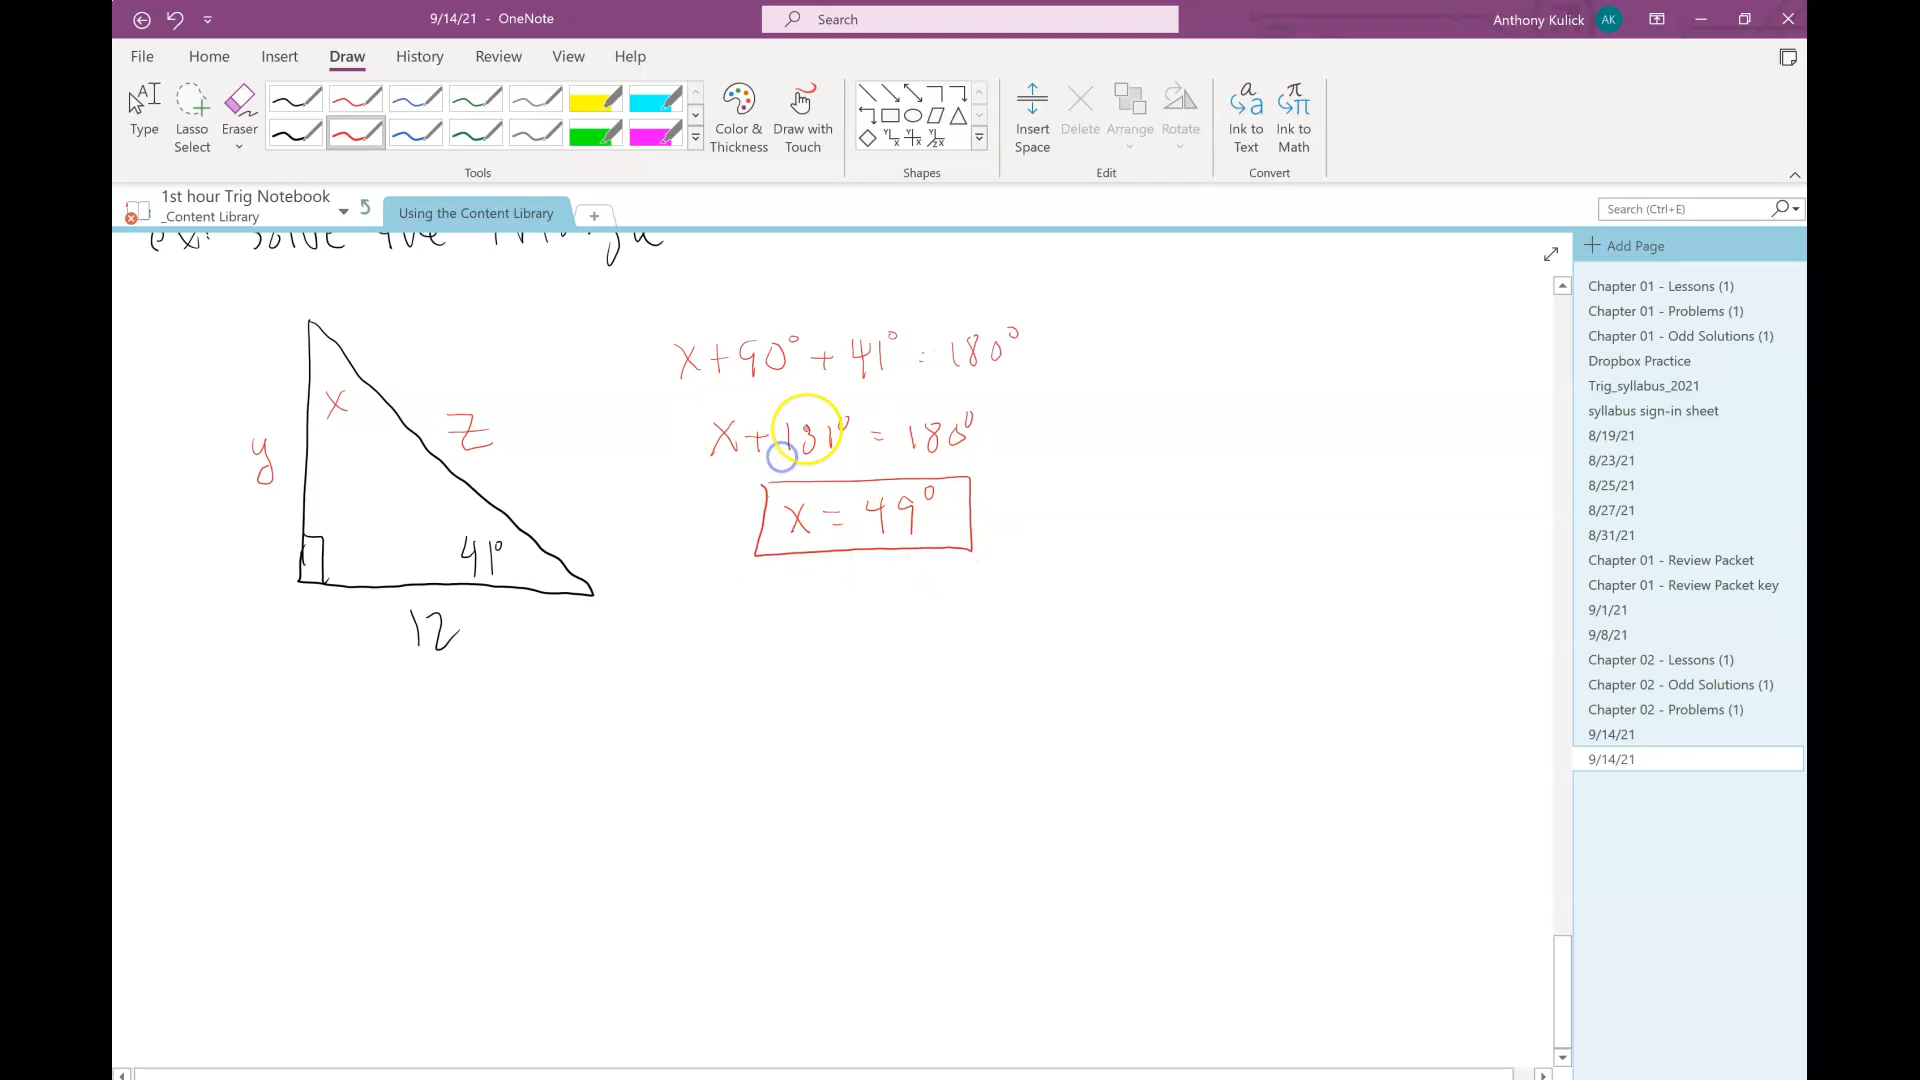 9/14/21 - OneNote
Search
Anthony Kulick
AK
File Home Insert Draw History Review View Help
Type
Lasso Select
Eraser
Color & Thickness
Draw with Touch
Insert Space
Delete
Arrange
Rotate
Ink to Text
Ink to Math
Tools
Shapes
Edit
Convert
1st hour Trig Notebook
_Content Library
Using the Content Library
Search (Ctrl+E)
ex: solve the triangle
x
y
z
41°
12
x + 90° + 41° = 180°
x + 131° = 180°
x = 49°
Add Page
Chapter 01 - Lessons (1)
Chapter 01 - Problems (1)
Chapter 01 - Odd Solutions (1)
Dropbox Practice
Trig_syllabus_2021
syllabus sign-in sheet
8/19/21
8/23/21
8/25/21
8/27/21
8/31/21
Chapter 01 - Review Packet
Chapter 01 - Review Packet key
9/1/21
9/8/21
Chapter 02 - Lessons (1)
Chapter 02 - Odd Solutions (1)
Chapter 02 - Problems (1)
9/14/21
9/14/21